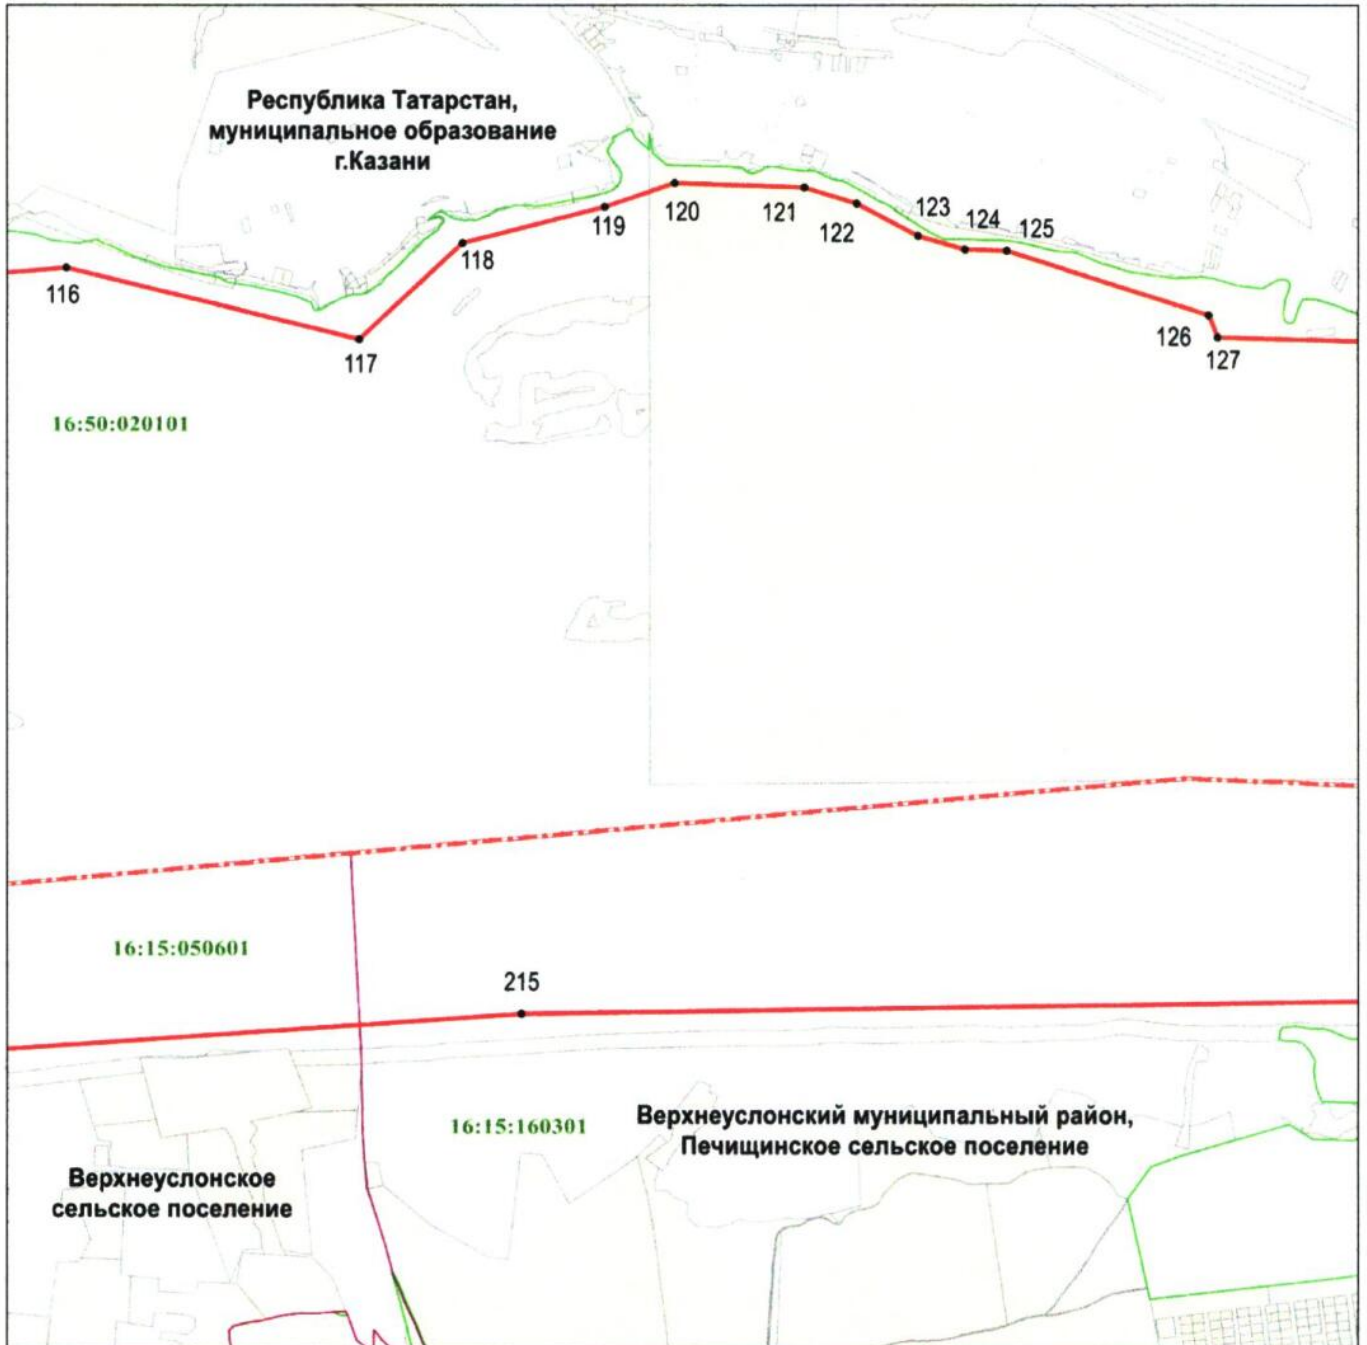 Республика Татарстан,
муниципальное образование
г.Казани
116
117
118
119
120
121
122
123
124
125
126
127
16:50:020101
16:15:050601
215
16:15:160301
Верхнеуслонский муниципальный район,
Печищинское сельское поселение
Верхнеуслонское
сельское поселение